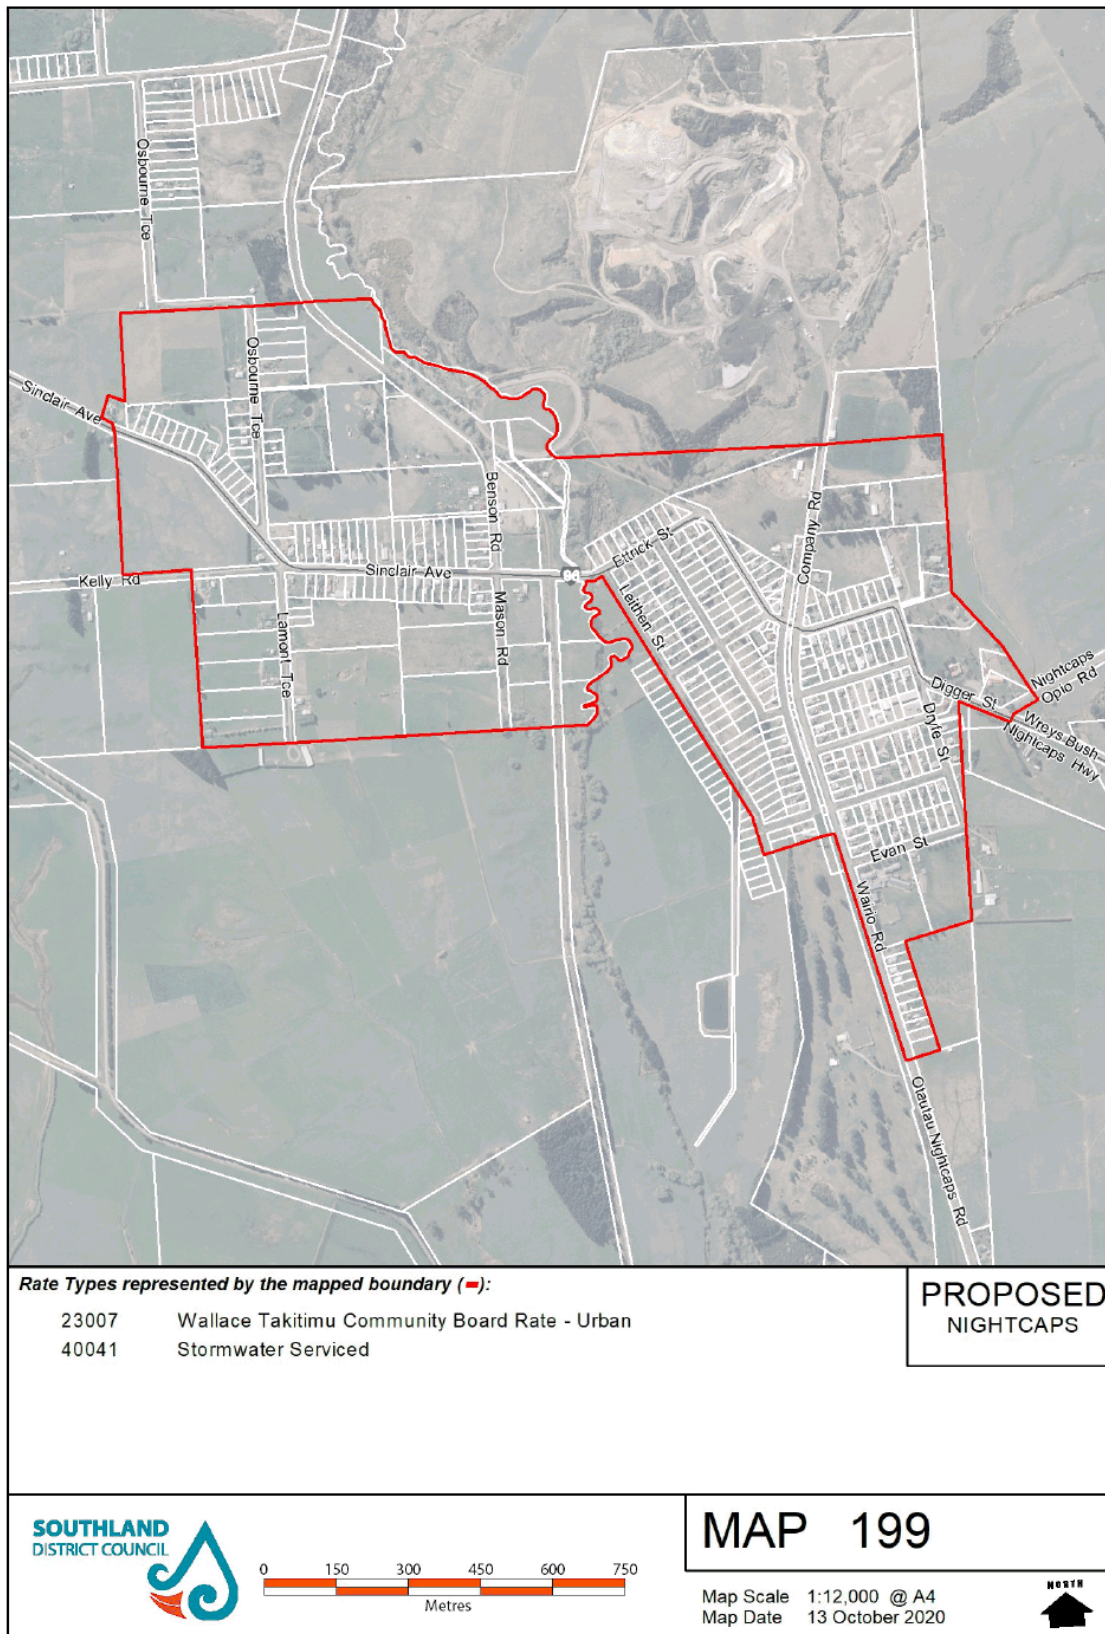 Osbourne Tce
Osbourne Tce
Sinclair Ave
Benson Rd
Company Rd
Ettrick St
Kelly Rd
Sinclair Ave
96
Leithen St
Lamont Tce
Mason Rd
Nightcaps
Opio Rd
Digger St
Dryfe St
Wreys Bush
Nightcaps Hwy
Evan St
Wairio Rd
Otautau Nightcaps Rd
Rate Types represented by the mapped boundary (-):
23007 Wallace Takitimu Community Board Rate - Urban
40041 Stormwater Serviced
PROPOSED
NIGHTCAPS
SOUTHLAND
DISTRICT COUNCIL
0 150 300 450 600 750
Metres
MAP 199
Map Scale 1:12,000 @ A4
Map Date 13 October 2020
NORTH